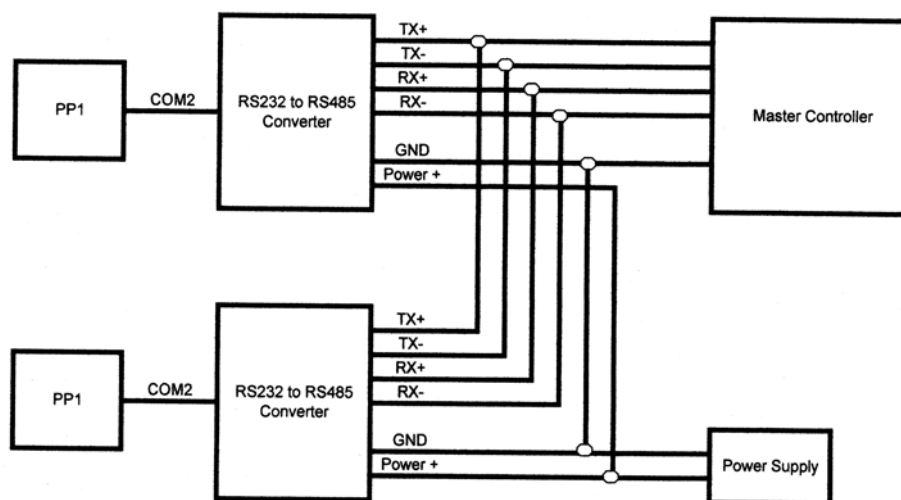 TX+
TX-
RX+
RX-
GND
Power +
PP1
COM2
RS232 to RS485
Converter
Master Controller
TX+
TX-
RX+
RX-
GND
Power +
PP1
COM2
RS232 to RS485
Converter
Power Supply